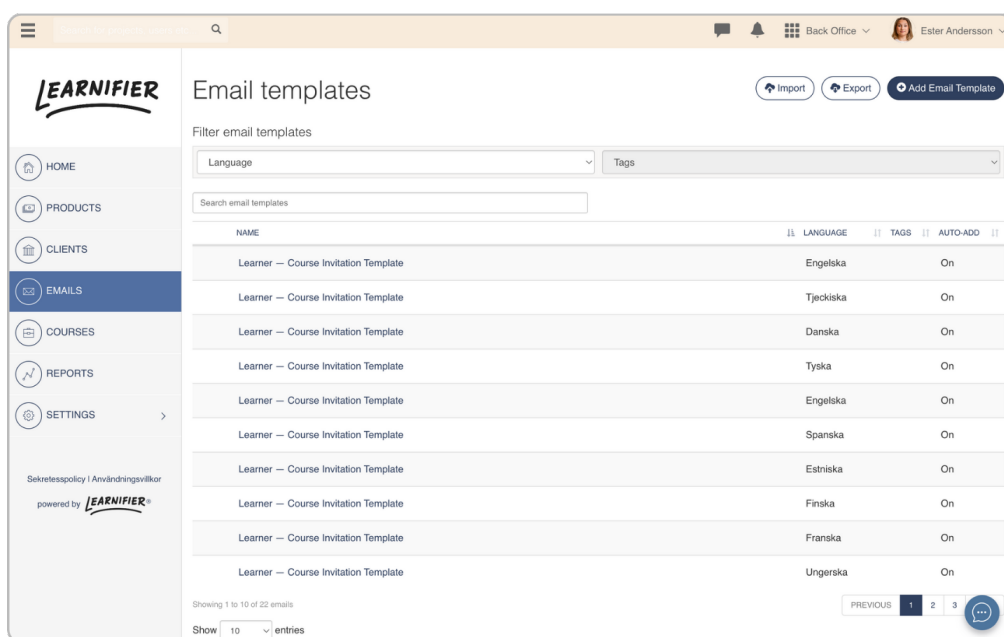 Back Office
Ester Andersson
LEARNIFIER
Email templates
Import
Export
Add Email Template
Filter email templates
Language
Tags
Search email templates
HOME
PRODUCTS
CLIENTS
EMAILS
COURSES
REPORTS
SETTINGS
Sekretesspolicy | Användningsvillkor
powered by LEARNIFIER®
NAME LANGUAGE TAGS AUTO-ADD
Learner — Course Invitation Template Engelska On
Learner — Course Invitation Template Tjeckiska On
Learner — Course Invitation Template Danska On
Learner — Course Invitation Template Tyska On
Learner — Course Invitation Template Engelska On
Learner — Course Invitation Template Spanska On
Learner — Course Invitation Template Estniska On
Learner — Course Invitation Template Finska On
Learner — Course Invitation Template Franska On
Learner — Course Invitation Template Ungerska On
Showing 1 to 10 of 22 emails
PREVIOUS 1 2 3
Show 10 entries